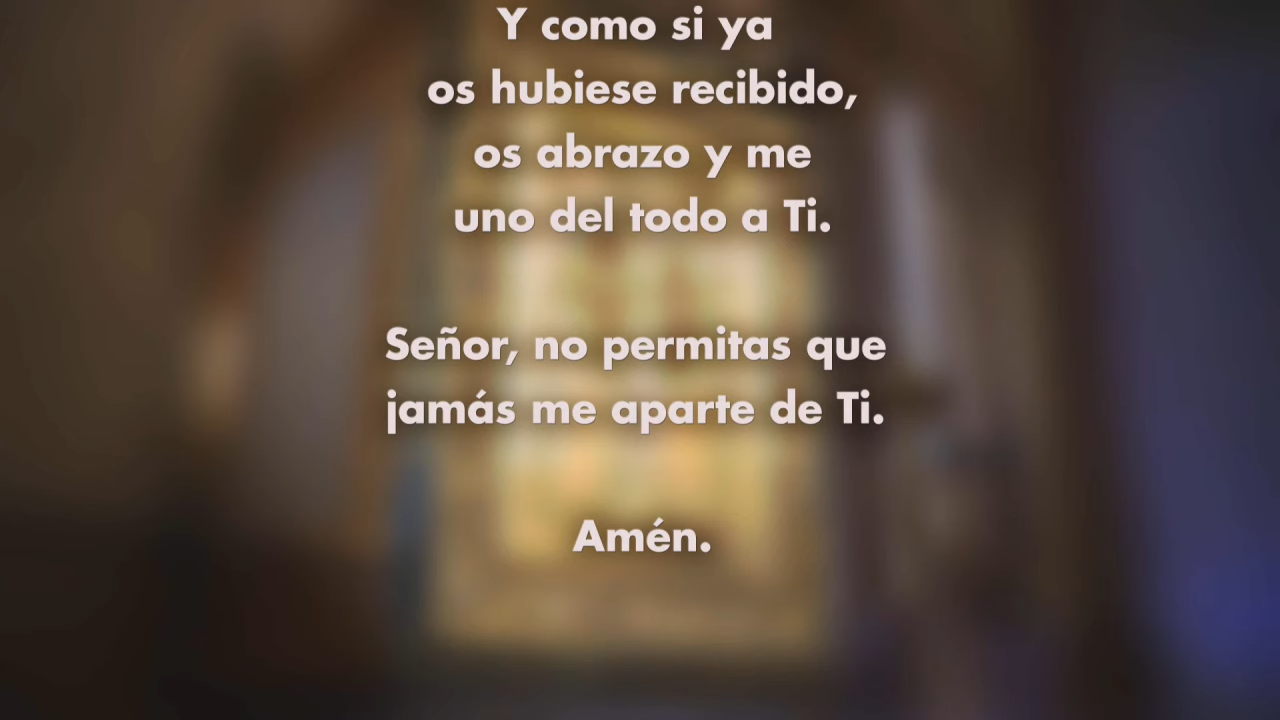 Y como si ya
os hubiese recibido,
os abrazo y me
uno del todo a Ti.
Señor, no permitas que
jamás me aparte de Ti.
Amén.